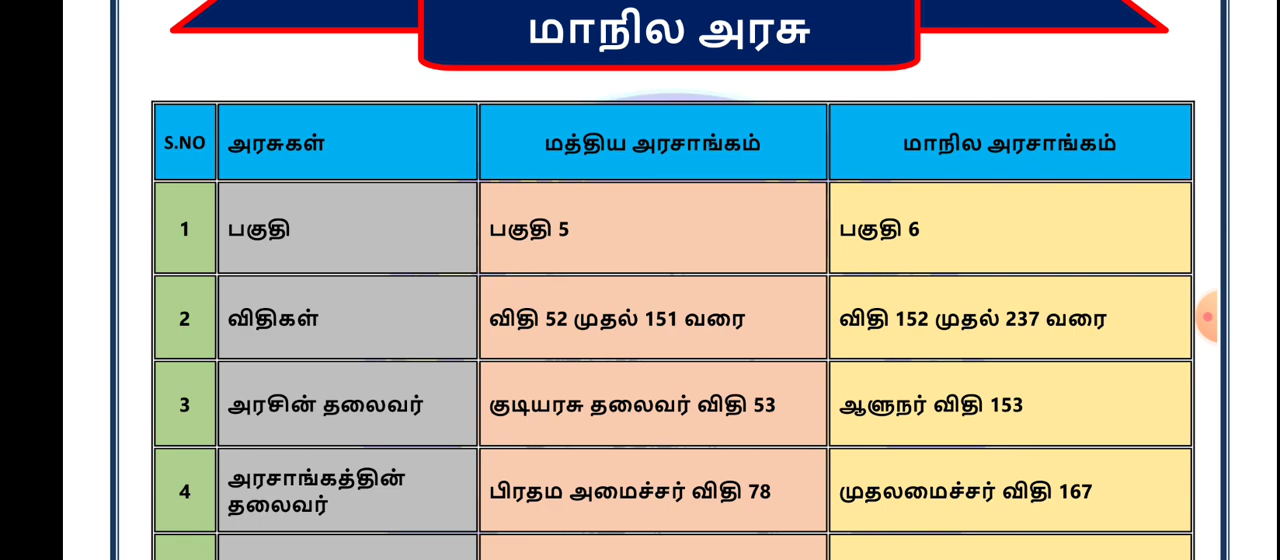 மாநில அரசு
S.NO அரசுகள் மத்திய அரசாங்கம் மாநில அரசாங்கம்
1 பகுதி பகுதி 5 பகுதி 6
2 விதிகள் விதி 52 முதல் 151 வரை விதி 152 முதல் 237 வரை
3 அரசின் தலைவர் குடியரசு தலைவர் விதி 53 ஆளுநர் விதி 153
4 அரசாங்கத்தின் தலைவர் பிரதம அமைச்சர் விதி 78 முதலமைச்சர் விதி 167